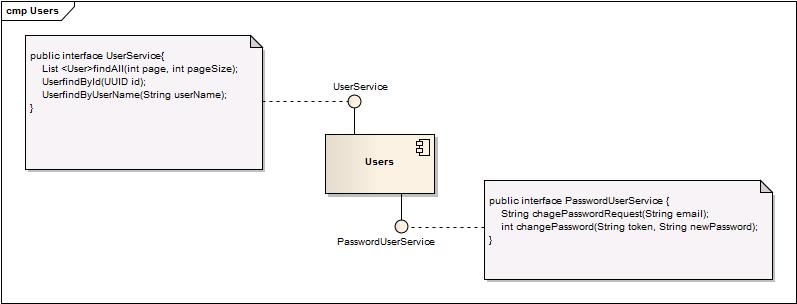 cmp Users
public interface UserService{
List <User>findAll(int page, int pageSize);
UserfindById(UUID id);
UserfindByUserName(String userName);
}
UserService
Users
PasswordUserService
public interface PasswordUserService {
String chagePasswordRequest(String email);
int changePassword(String token, String newPassword);
}